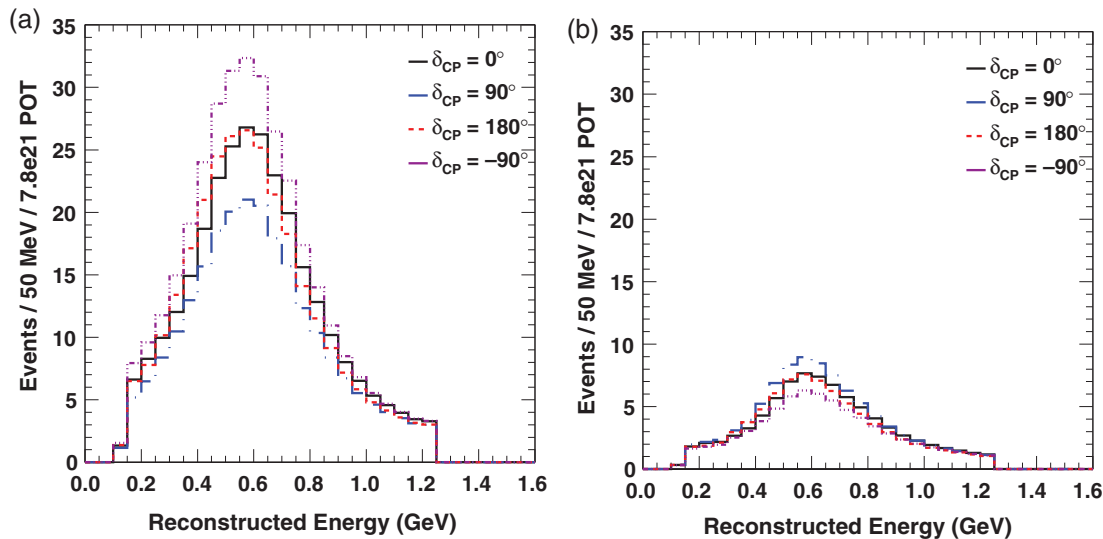 (a)
35
30
25
20
15
10
5
0
Events / 50 MeV / 7.8e21 POT
δCP = 0°
δCP = 90°
δCP = 180°
δCP = −90°
0.0 0.2 0.4 0.6 0.8 1.0 1.2 1.4 1.6
Reconstructed Energy (GeV)
(b)
35
30
25
20
15
10
5
0
Events / 50 MeV / 7.8e21 POT
δCP = 0°
δCP = 90°
δCP = 180°
δCP = −90°
0.0 0.2 0.4 0.6 0.8 1.0 1.2 1.4 1.6
Reconstructed Energy (GeV)